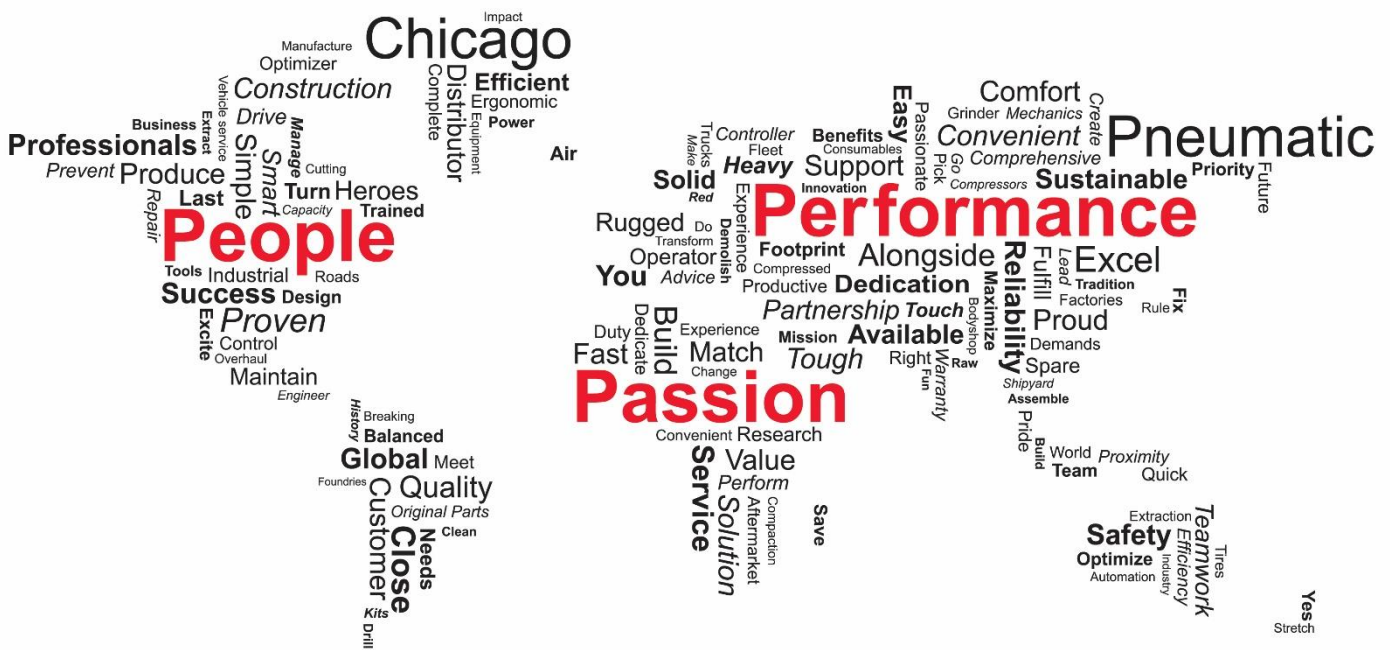 Impact
Chicago
Manufacture
Optimizer
Construction
Vehicle service
Complete
Distributor
Efficient
Ergonomic
Equipment
Power
Air
Business
Extract
Drive
Manage
Professionals
Prevent
Produce
Simple
Smart
Cutting
Turn
Heroes
Last
Capacity
Trained
Repair
People
Tools
Industrial
Roads
Success
Design
Excite
Proven
Control
Overhaul
Maintain
Engineer
History
Breaking
Balanced
Global
Meet
Foundries
Customer
Quality
Original Parts
Close
Needs
Clean
Kits
Drill
Trucks
Make
Controller
Fleet
Heavy
Solid
Red
Benefits
Consumables
Support
Innovation
Easy
Passionate
Comfort
Grinder
Mechanics
Create
Convenient
Pick
Go
Comprehensive
Compressors
Pneumatic
Sustainable
Priority
Future
Performance
Experience
Rugged
Do
Transform
Demolish
Operator
You
Advice
Footprint
Compressed
Productive
Alongside
Dedication
Partnership
Touch
Bodyshop
Maximize
Reliability
Fulfill
Lead
Excel
Tradition
Factories
Rule
Fix
Proud
Demands
Spare
Shipyard
Assemble
Duty
Fast
Dedicate
Build
Experience
Match
Change
Mission
Tough
Available
Right
Fun
Warranty
Raw
Passion
Convenient
Research
Service
Value
Perform
Solution
Aftermarket
Compaction
Save
Pride
Build
World
Proximity
Team
Quick
Extraction
Safety
Optimize
Automation
Industry
Efficiency
Teamwork
Tires
Yes
Stretch